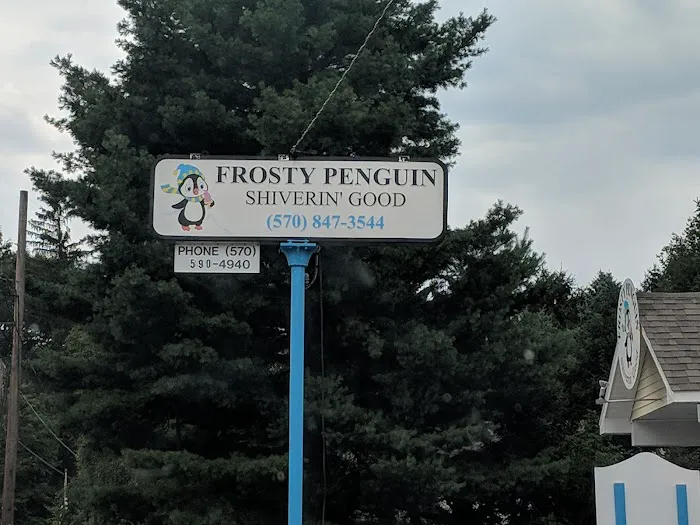 FROSTY PENGUIN
SHIVERIN' GOOD
(570) 847-3544
PHONE (570)
590-4940